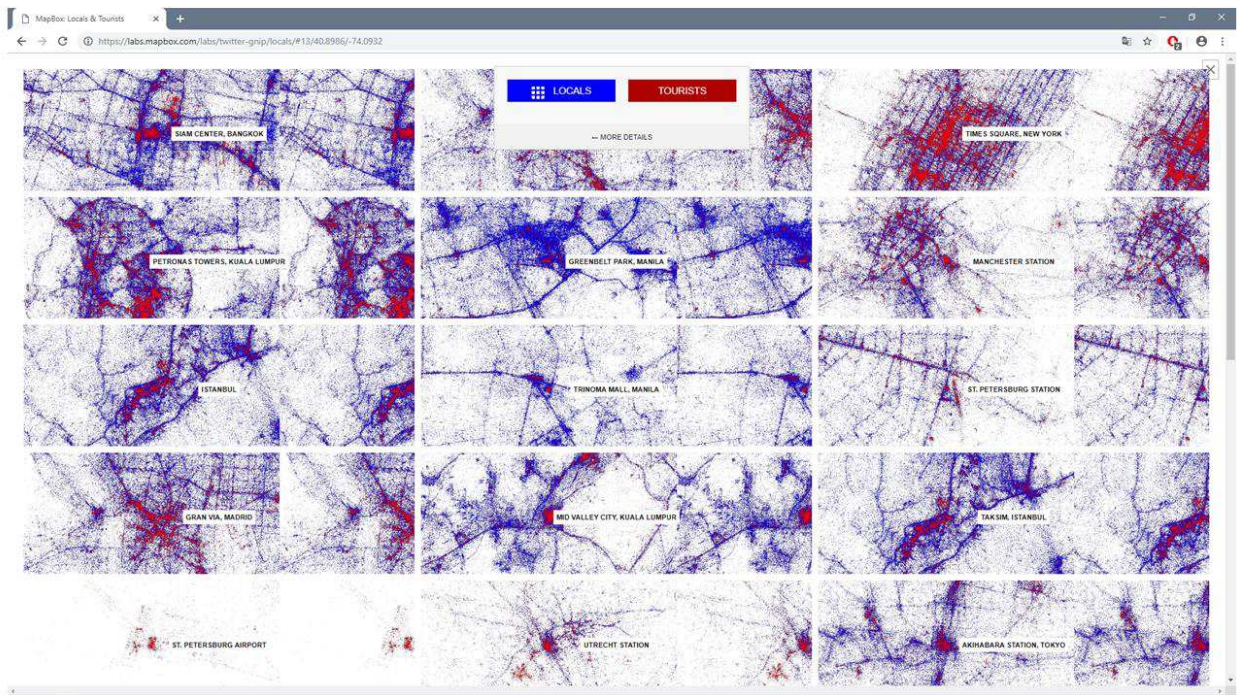 MapBox: Locals & Tourists
https://labs.mapbox.com/labs/twitter-gnip/locals/#13/40.8986/-74.0932
LOCALS
TOURISTS
← MORE DETAILS
SIAM CENTER, BANGKOK
TIMES SQUARE, NEW YORK
PETRONAS TOWERS, KUALA LUMPUR
GREENBELT PARK, MANILA
MANCHESTER STATION
ISTANBUL
TRINOMA MALL, MANILA
ST. PETERSBURG STATION
GRAN VIA, MADRID
MID VALLEY CITY, KUALA LUMPUR
TAKSIM, ISTANBUL
ST. PETERSBURG AIRPORT
UTRECHT STATION
AKIHABARA STATION, TOKYO